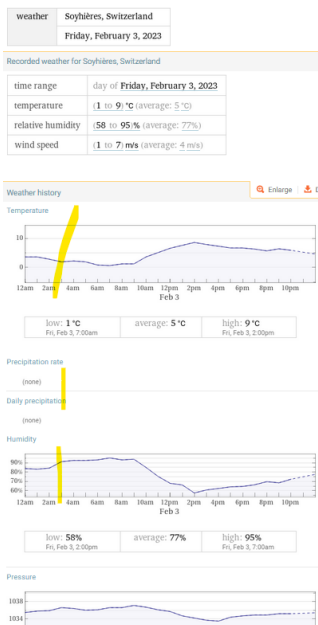 weather
Soyhières, Switzerland
Friday, February 3, 2023
Recorded weather for Soyhières, Switzerland
time range day of Friday, February 3, 2023
temperature (1 to 9) °C (average: 5 °C)
relative humidity (58 to 95)% (average: 77%)
wind speed (1 to 7) m/s (average: 4 m/s)
Weather history
Enlarge
Temperature
10
0
12am 2am 4am 6am 8am 10am 12pm 2pm 4pm 6pm 8pm 10pm
Feb 3
low: 1 °C average: 5 °C high: 9 °C
Fri, Feb 3, 7:00am Fri, Feb 3, 2:00pm
Precipitation rate
(none)
Daily precipitation
(none)
Humidity
90%
80%
70%
60%
12am 2am 4am 6am 8am 10am 12pm 2pm 4pm 6pm 8pm 10pm
Feb 3
low: 58% average: 77% high: 95%
Fri, Feb 3, 2:00pm Fri, Feb 3, 7:00am
Pressure
1038
1034